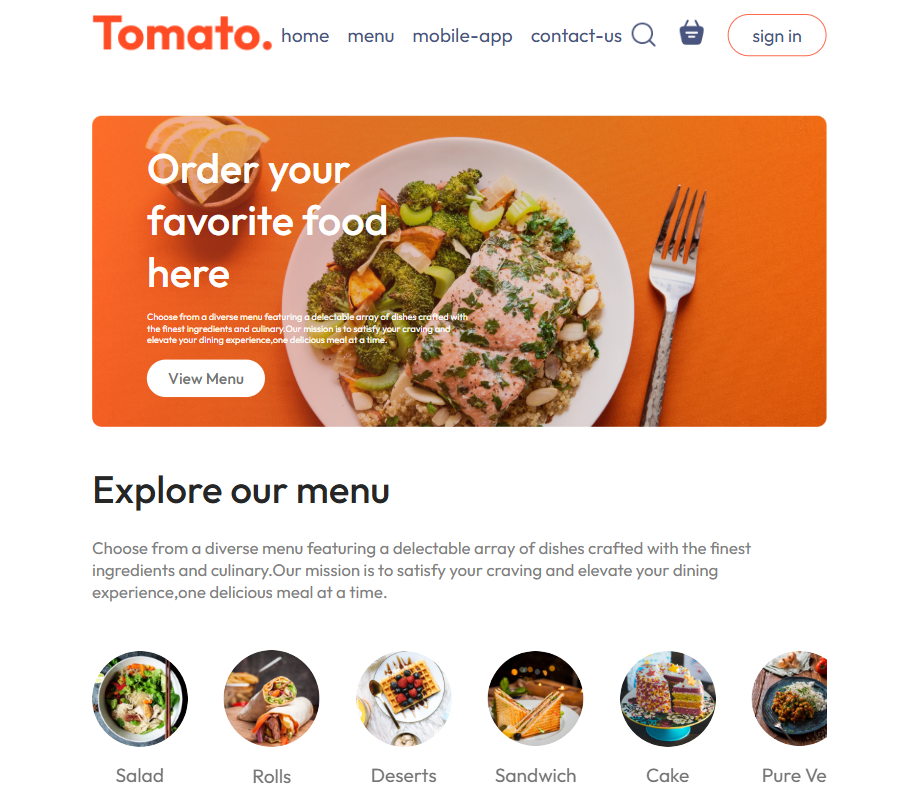 Tomato. home menu mobile-app contact-us sign in
Order your
favorite food
here
Choose from a diverse menu featuring a delectable array of dishes crafted with
the finest ingredients and culinary.Our mission is to satisfy your craving and
elevate your dining experience,one delicious meal at a time.
View Menu
Explore our menu
Choose from a diverse menu featuring a delectable array of dishes crafted with the finest
ingredients and culinary.Our mission is to satisfy your craving and elevate your dining
experience,one delicious meal at a time.
Salad Rolls Deserts Sandwich Cake Pure Ve